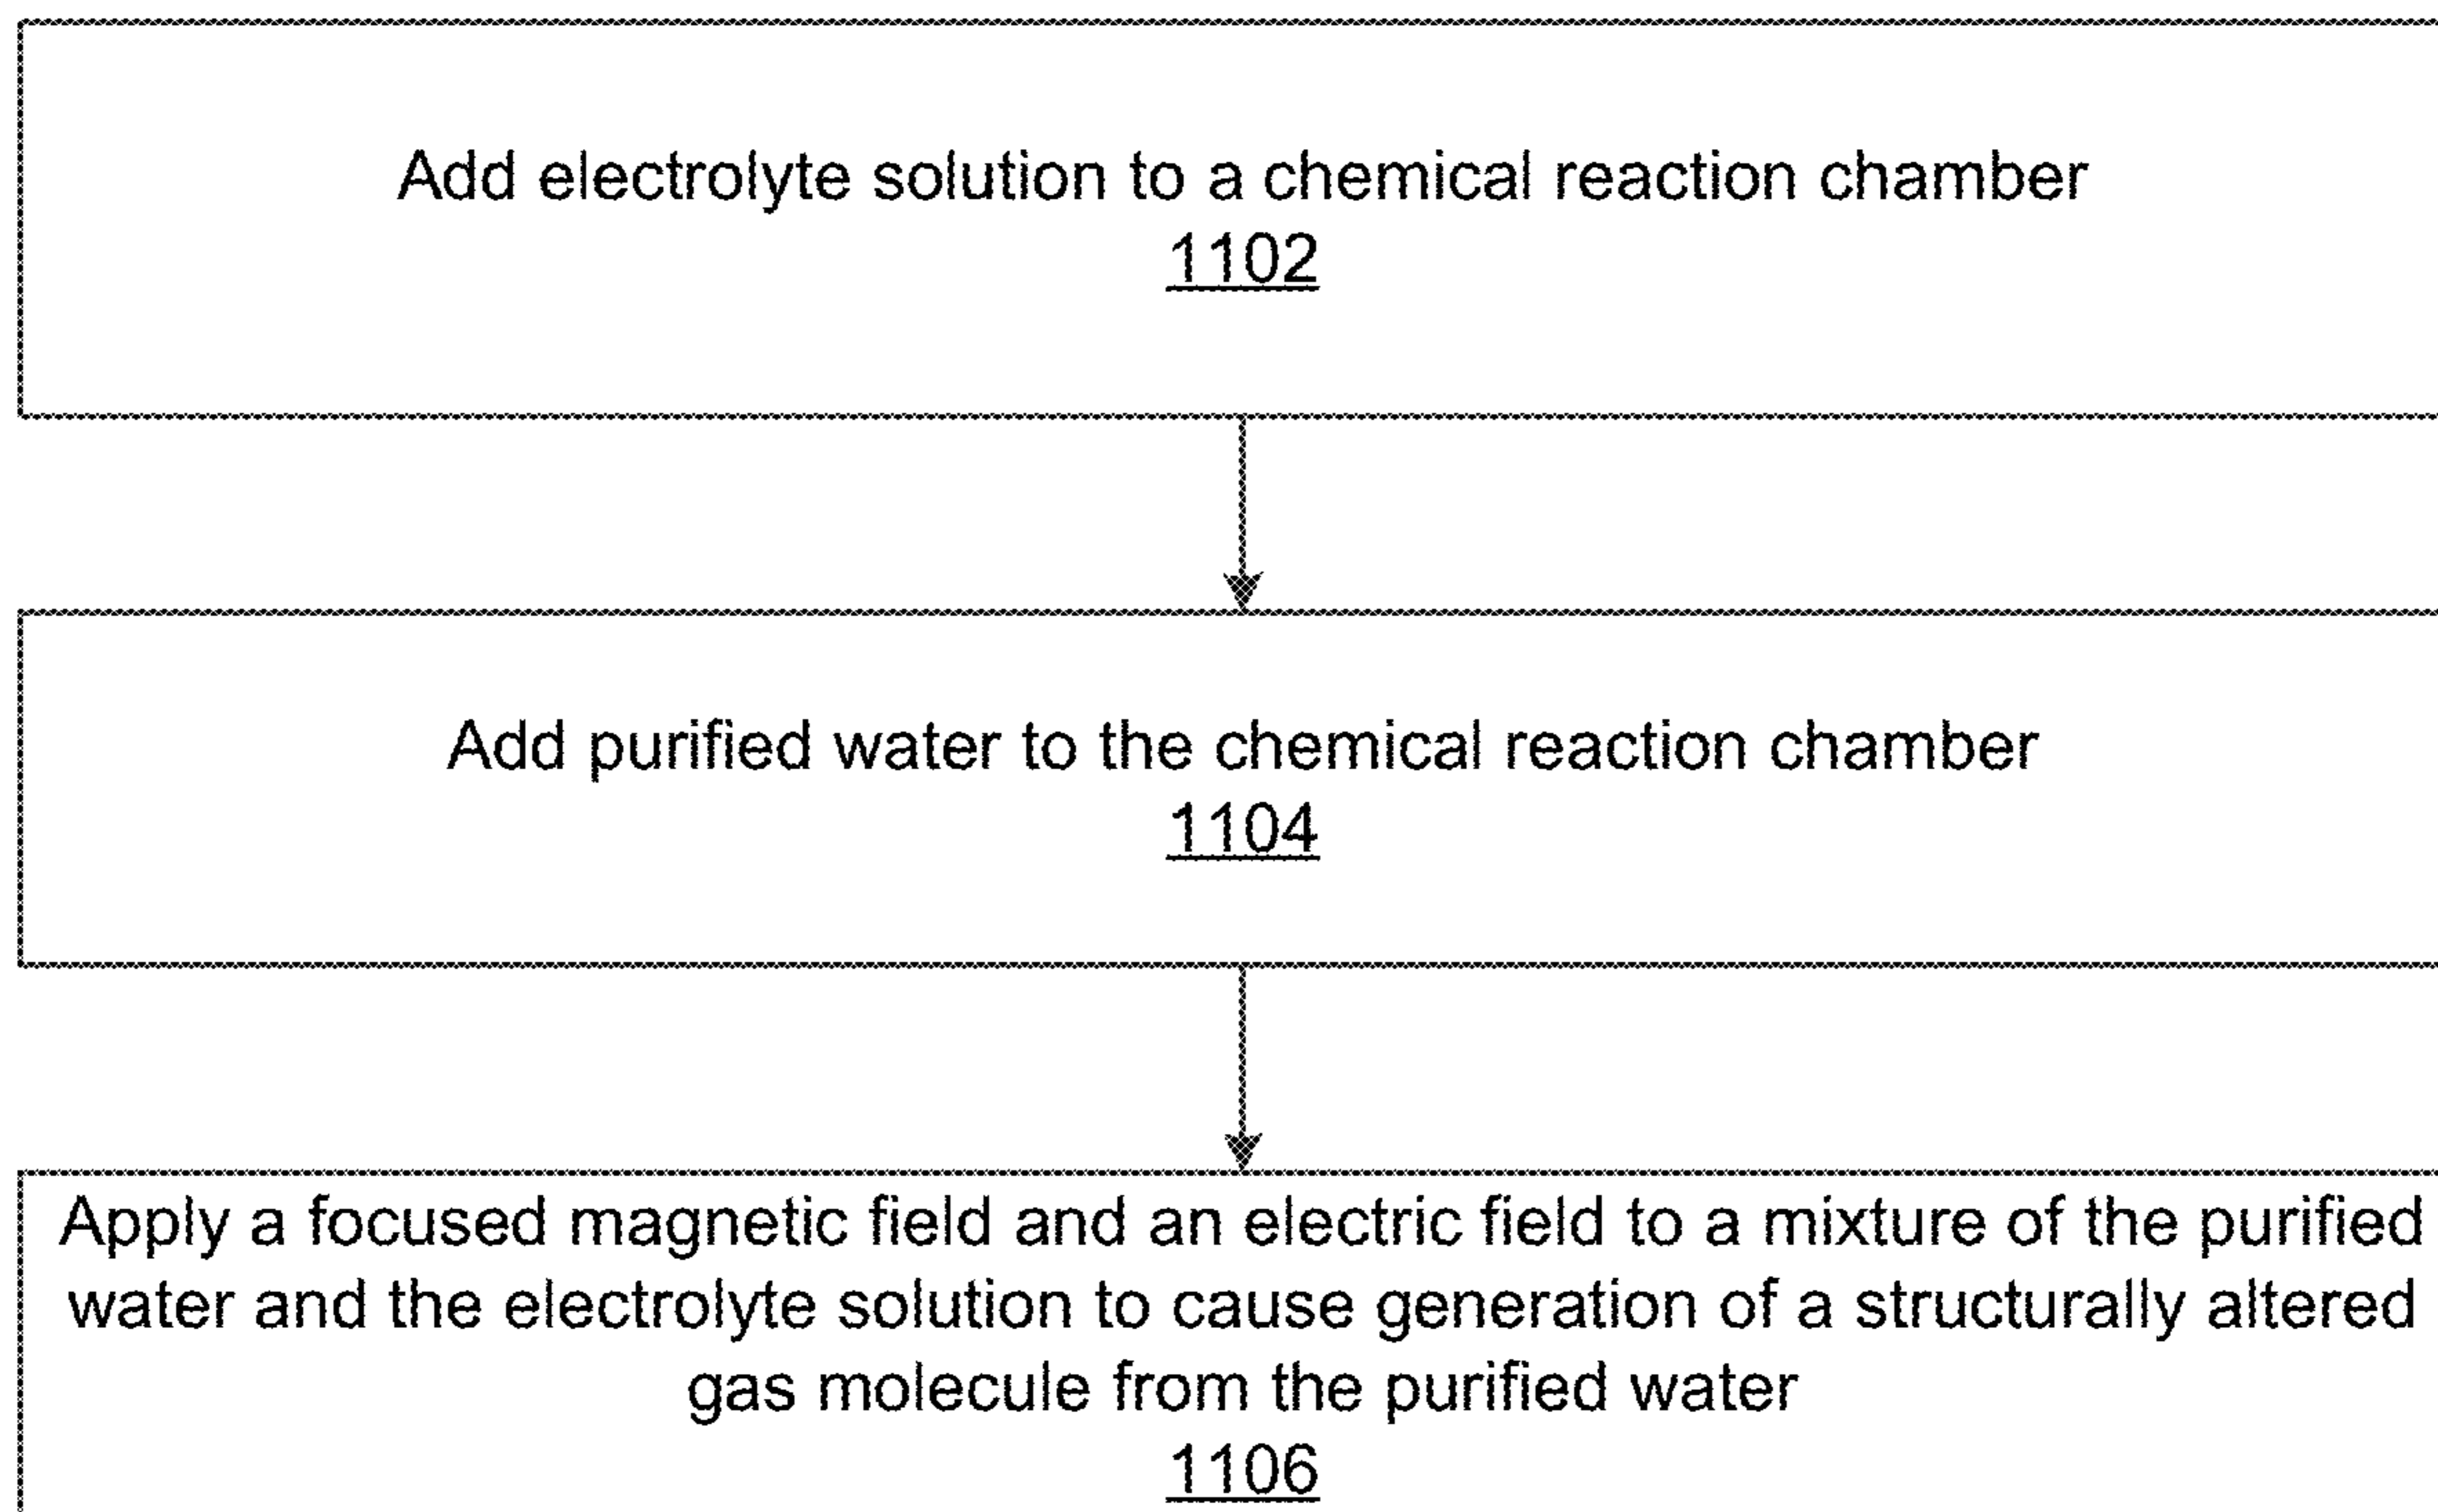 Add electrolyte solution to a chemical reaction chamber
1102
Add purified water to the chemical reaction chamber
1104
Apply a focused magnetic field and an electric field to a mixture of the purified
water and the electrolyte solution to cause generation of a structurally altered
gas molecule from the purified water
1106